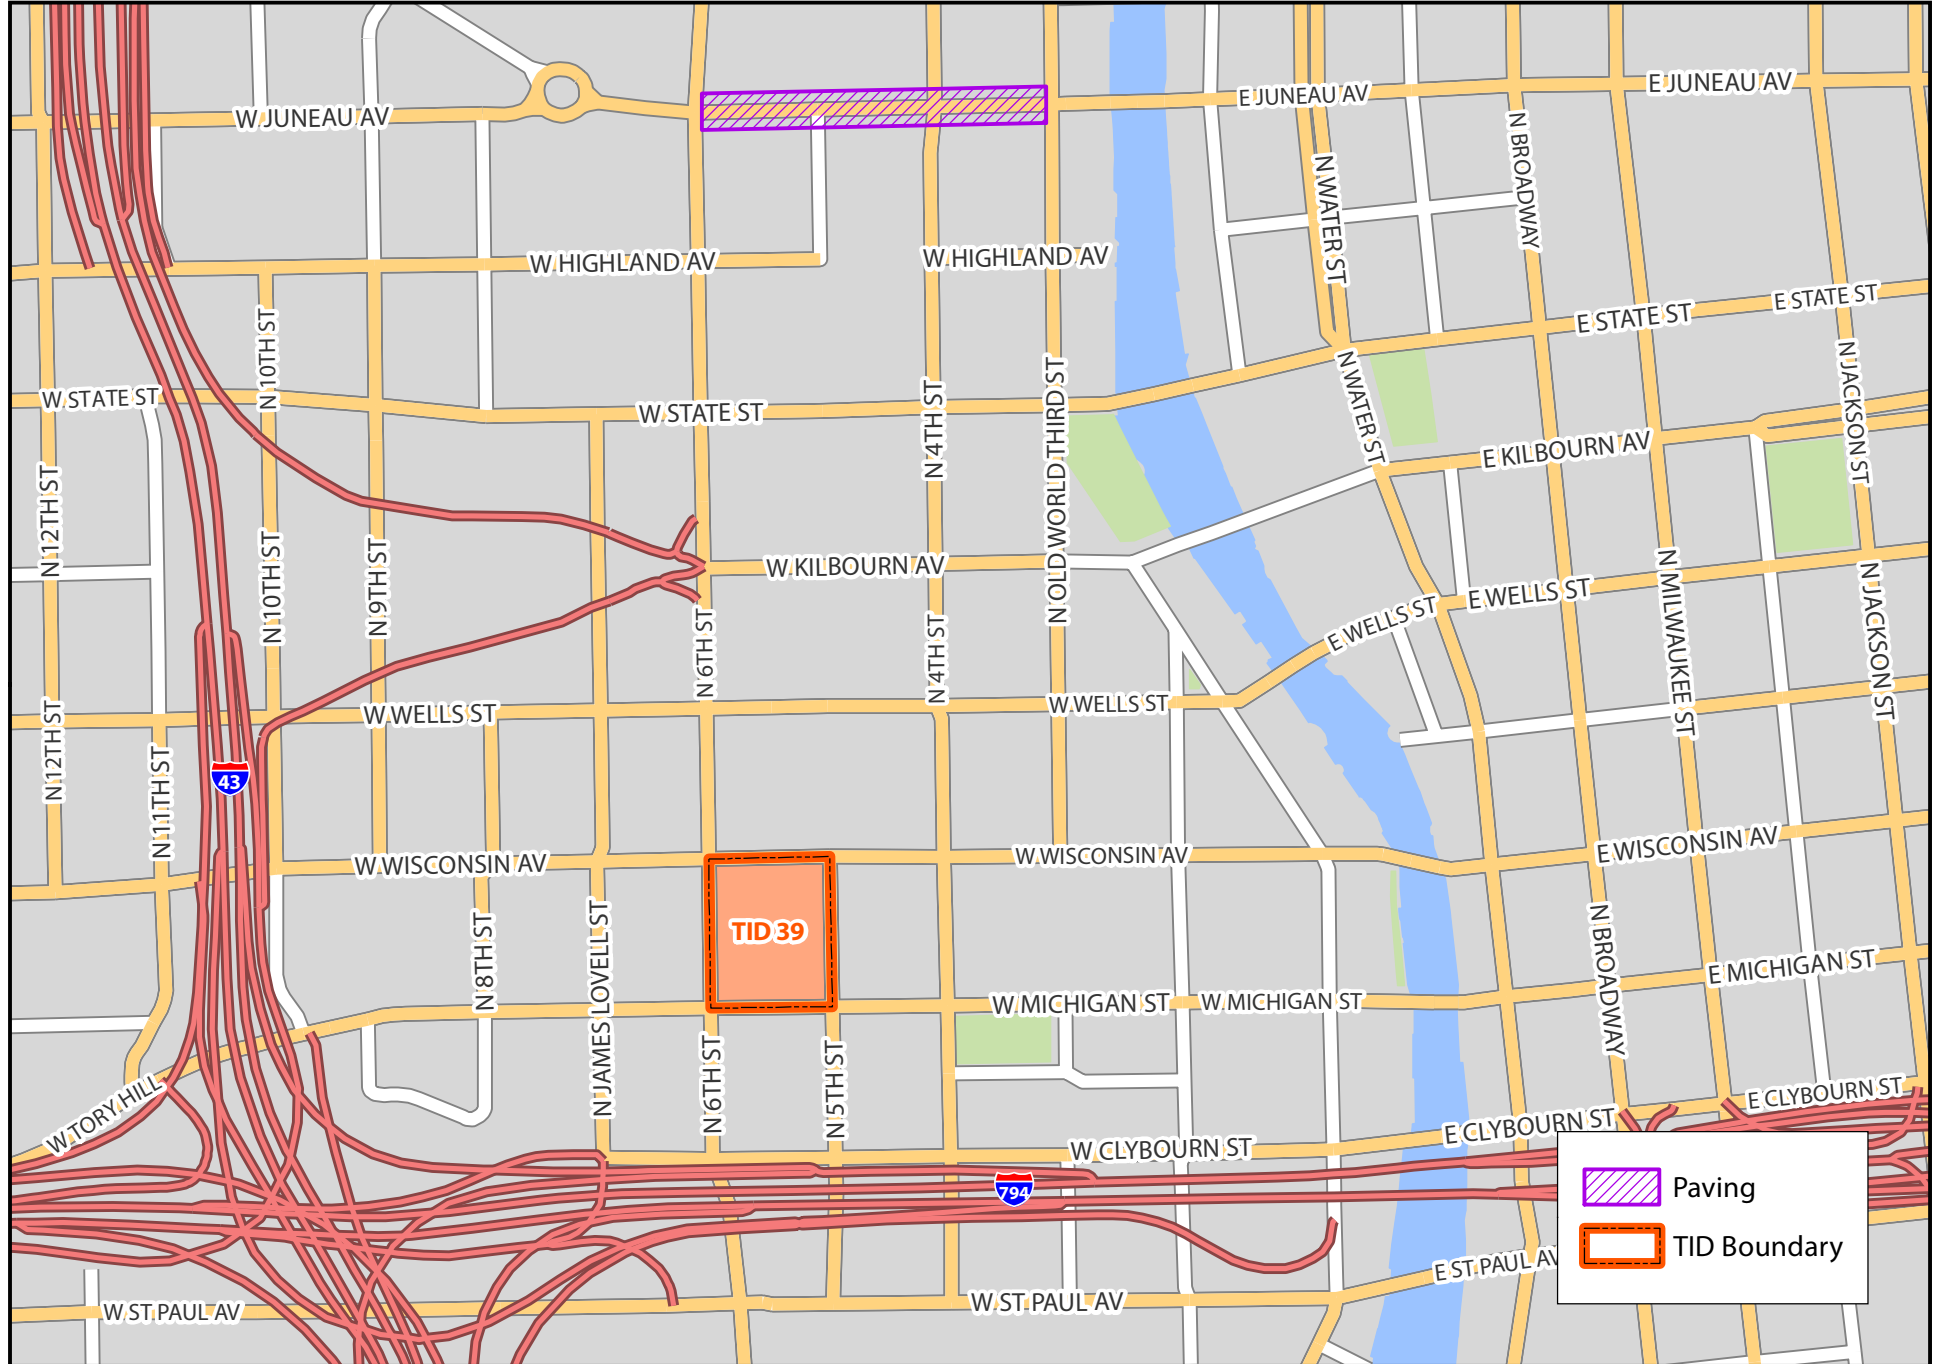 W JUNEAU AV
E JUNEAU AV
E JUNEAU AV
N BROADWAY
N WATER ST
W HIGHLAND AV
W HIGHLAND AV
E STATE ST
E STATE ST
N 10TH ST
W STATE ST
W STATE ST
N 4TH ST
N OLD WORLD THIRD ST
N WATER ST
N JACKSON ST
E KILBOURN AV
N 12TH ST
N 10TH ST
N 9TH ST
W KILBOURN AV
N 6TH ST
N 4TH ST
E WELLS ST
E WELLS ST
N MILWAUKEE ST
N JACKSON ST
W WELLS ST
W WELLS ST
N 12TH ST
N 11TH ST
43
W WISCONSIN AV
W WISCONSIN AV
E WISCONSIN AV
TID 39
N 8TH ST
N JAMES LOVELL ST
N BROADWAY
E MICHIGAN ST
W MICHIGAN ST
W MICHIGAN ST
N 6TH ST
N 5TH ST
W TORY HILL
E CLYBOURN ST
E CLYBOURN ST
W CLYBOURN ST
794
Paving
TID Boundary
E ST PAUL AV
W ST PAUL AV
W ST PAUL AV